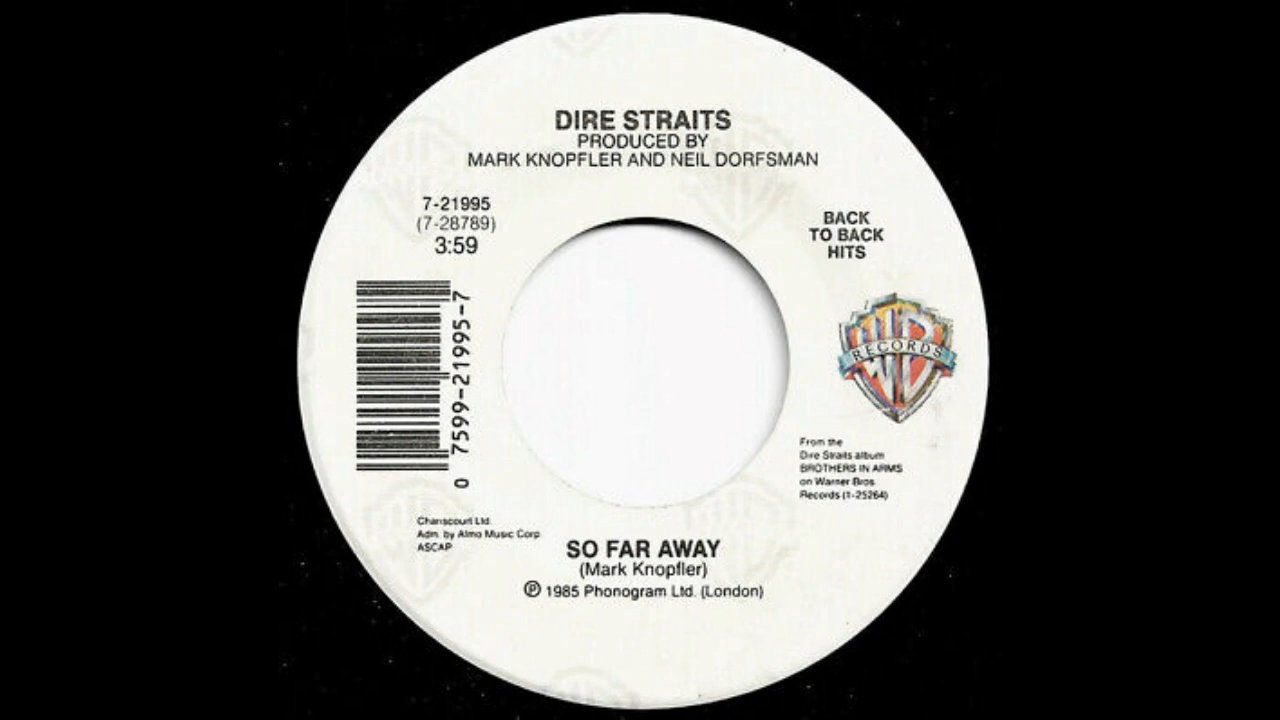 DIRE STRAITS
PRODUCED BY
MARK KNOPFLER AND NEIL DORFSMAN
7-21995
(7-28789)
3:59
BACK
TO BACK
HITS
0 7599-21995-7
WB
RECORDS
From the
Dire Straits album
BROTHERS IN ARMS
on Warner Bros.
Records (1-25264)
Chariscourt Ltd.
Adm. by Almo Music Corp.
ASCAP
SO FAR AWAY
(Mark Knopfler)
℗ 1985 Phonogram Ltd. (London)